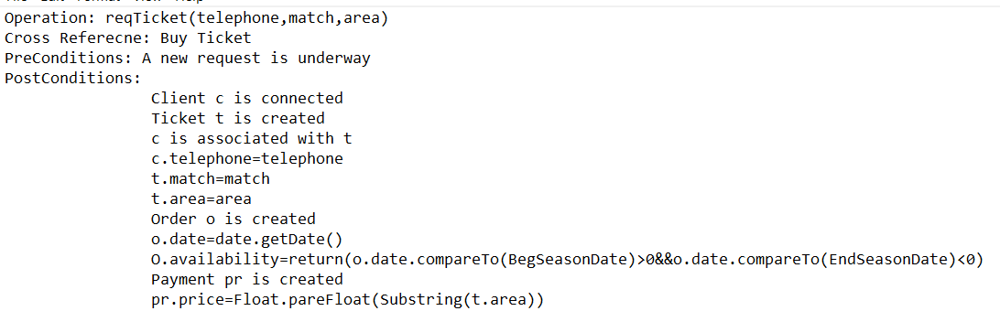 Operation: reqTicket(telephone,match,area)
Cross Referecne: Buy Ticket
PreConditions: A new request is underway
PostConditions:
Client c is connected
Ticket t is created
c is associated with t
c.telephone=telephone
t.match=match
t.area=area
Order o is created
o.date=date.getDate()
O.availability=return(o.date.compareTo(BegSeasonDate)>0&&o.date.compareTo(EndSeasonDate)<0)
Payment pr is created
pr.price=Float.pareFloat(Substring(t.area))